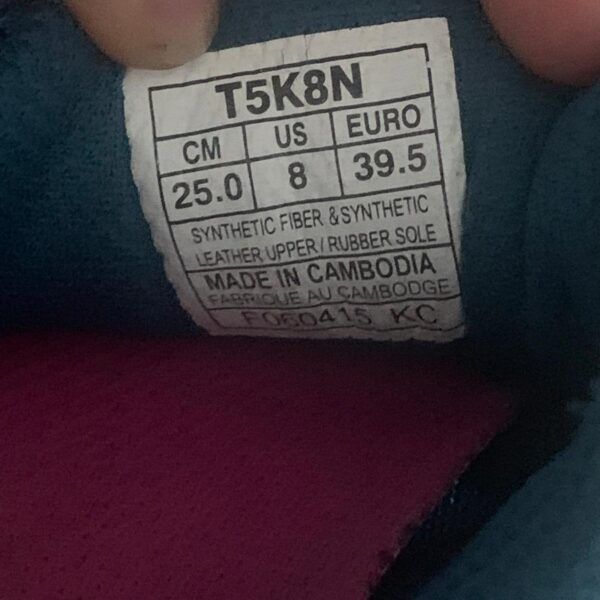 T5K8N
CM US EURO
25.0 8 39.5
SYNTHETIC FIBER & SYNTHETIC
LEATHER UPPER / RUBBER SOLE
MADE IN CAMBODIA
FABRIQUE AU CAMBODGE
F060415 KC